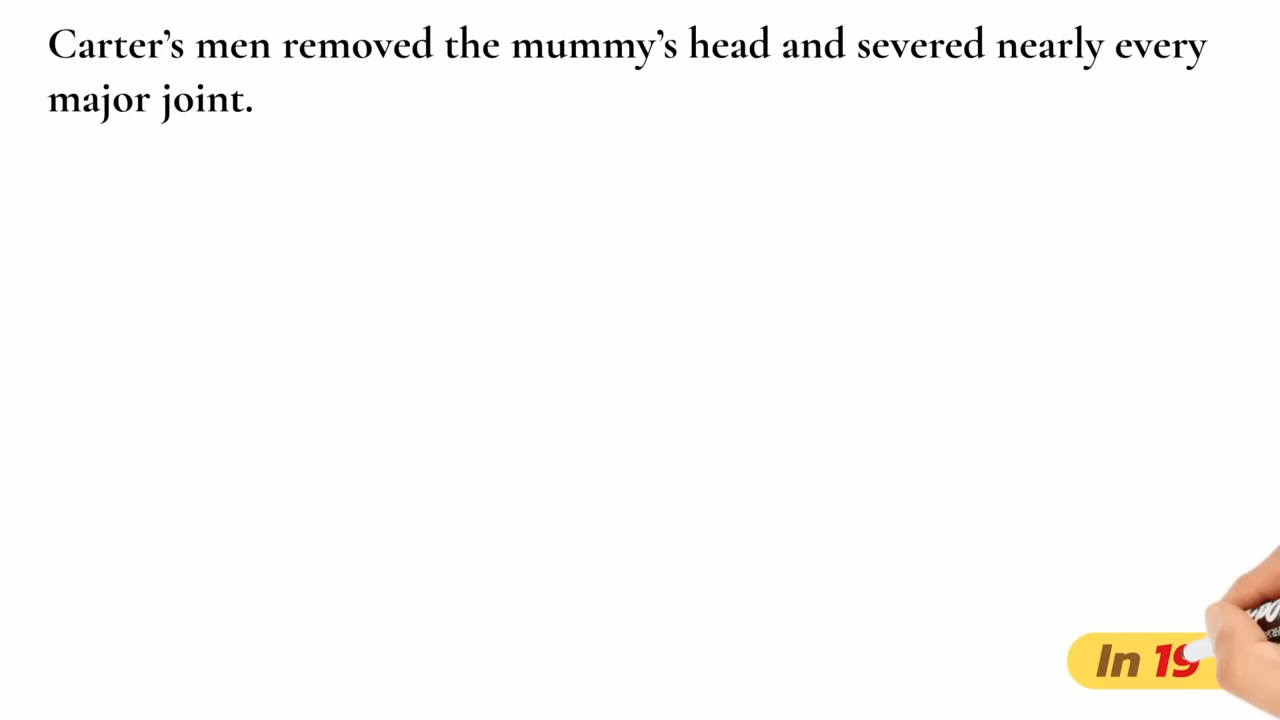 Carter’s men removed the mummy’s head and severed nearly every
major joint.
In 19